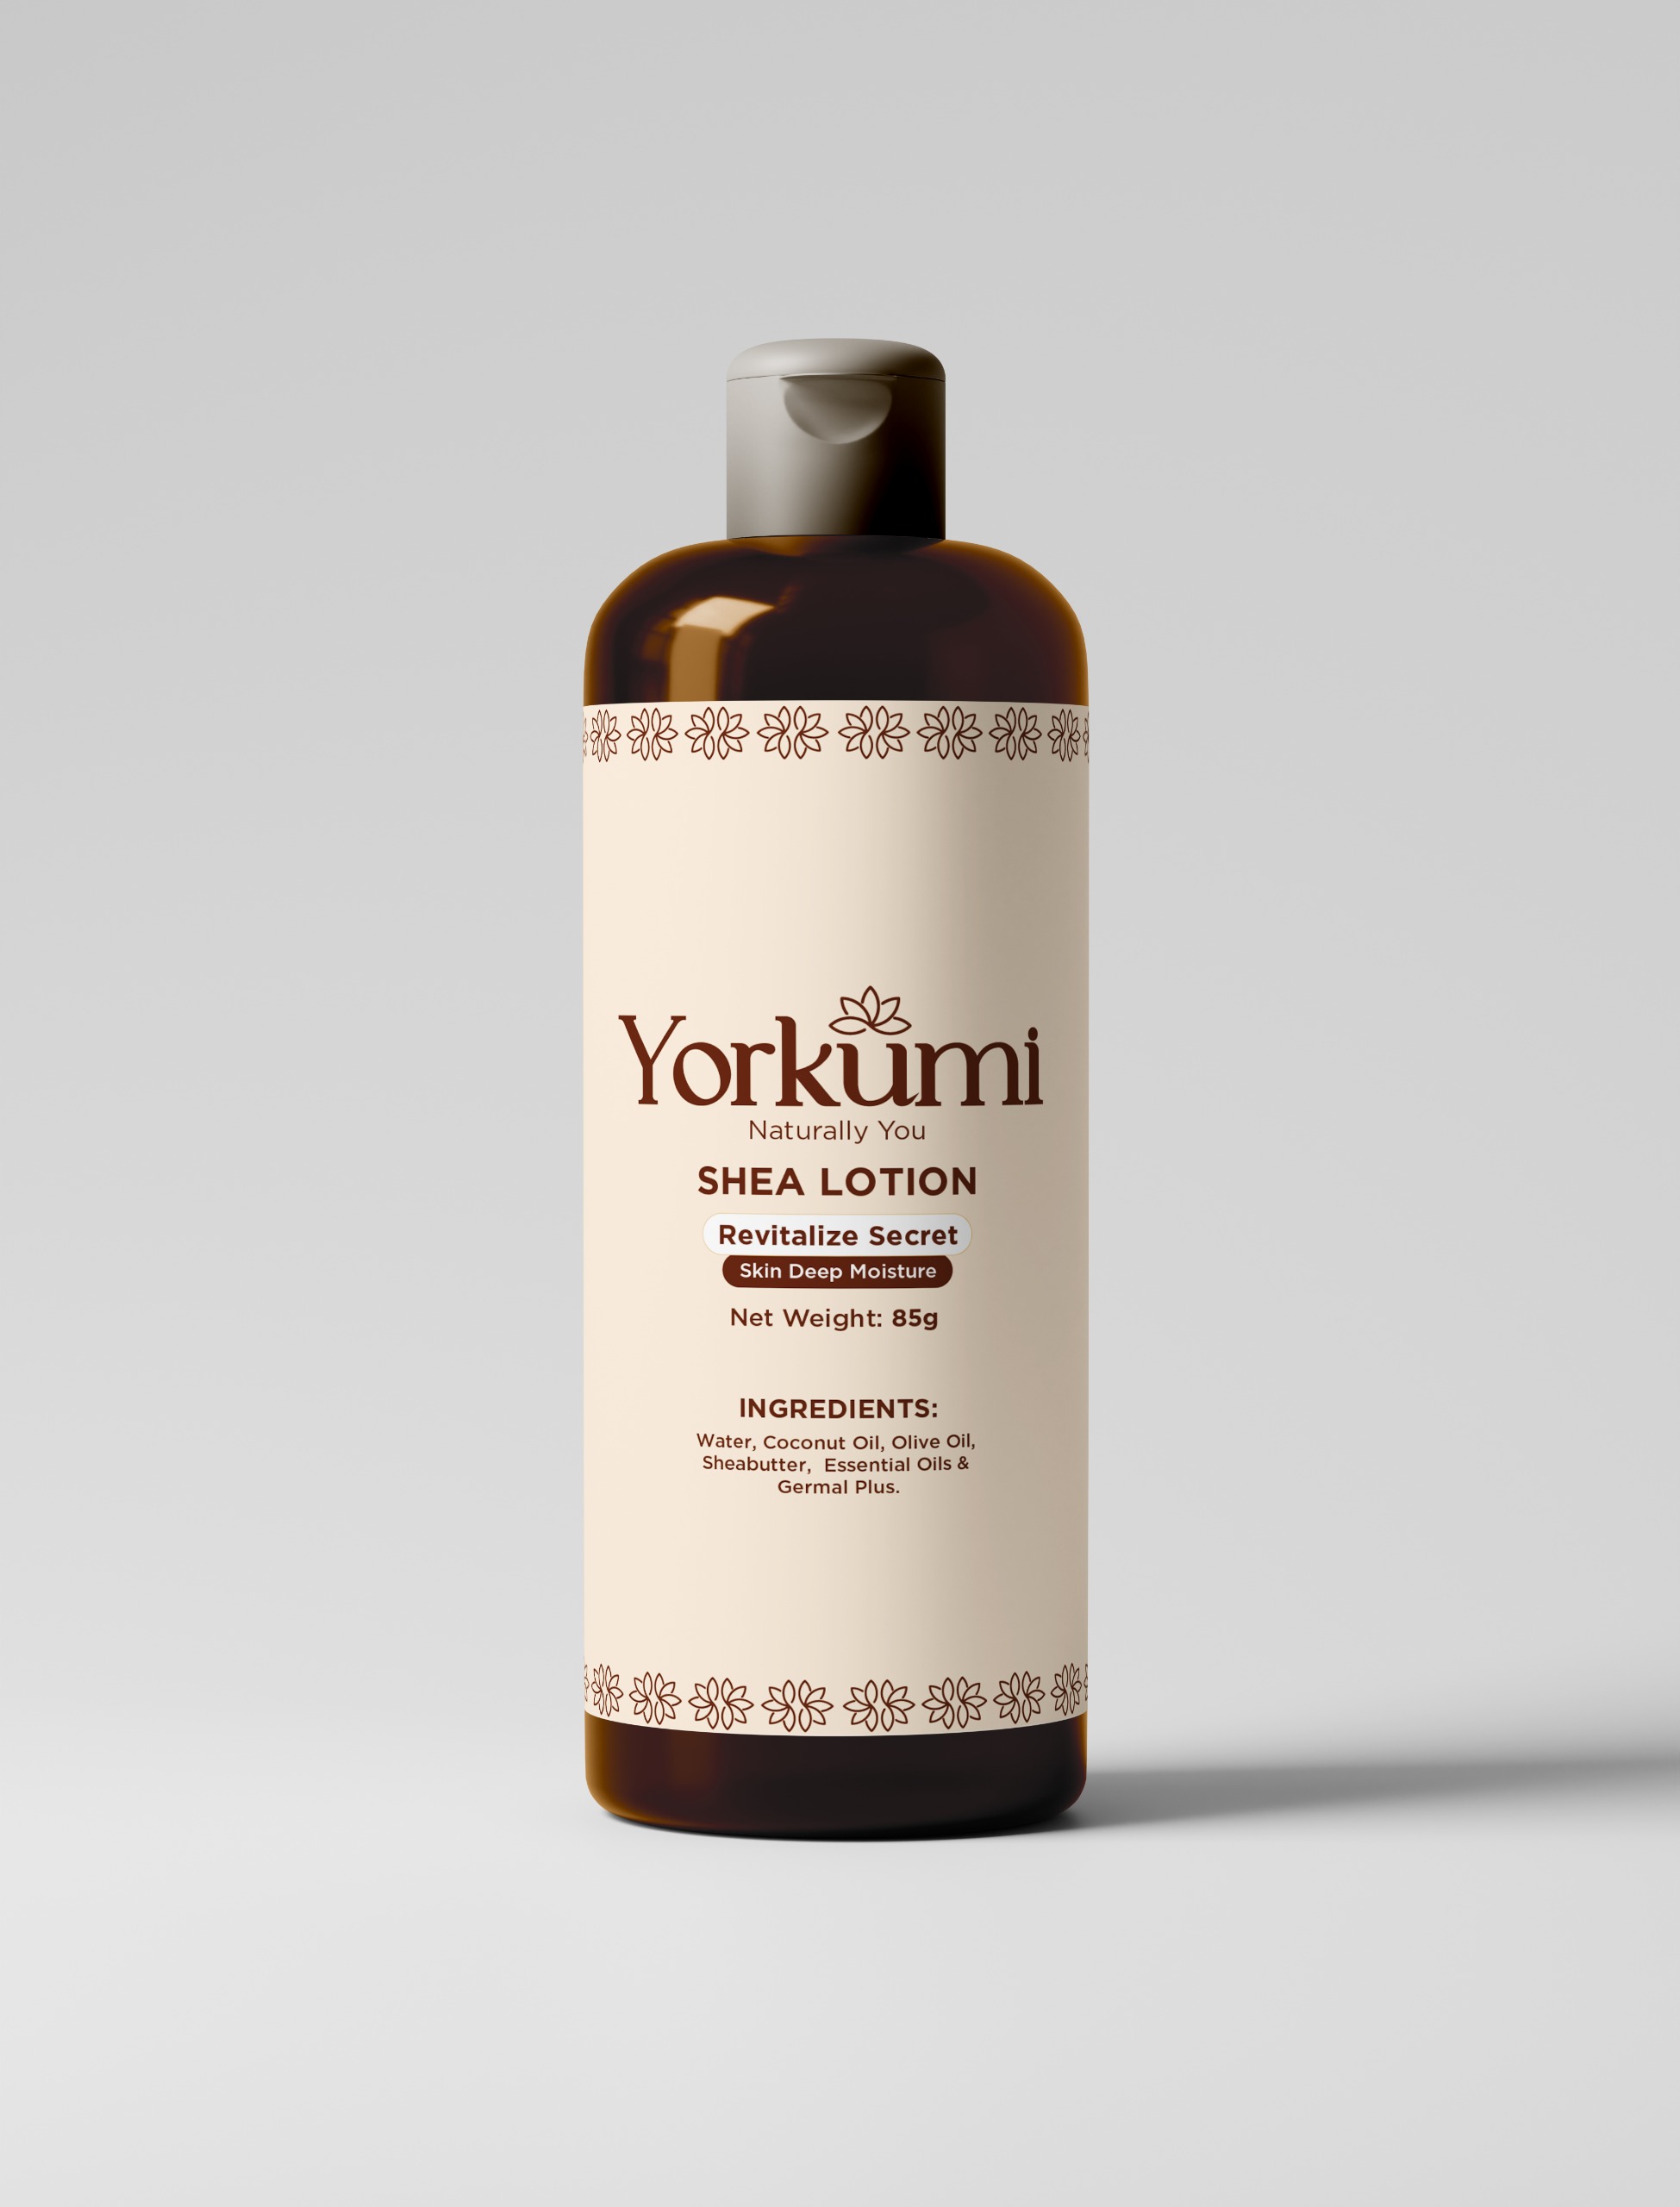 Yorkumi
Naturally You
SHEA LOTION
Revitalize Secret
Skin Deep Moisture
Net Weight: 85g
INGREDIENTS:
Water, Coconut Oil, Olive Oil,
Sheabutter, Essential Oils &
Germal Plus.